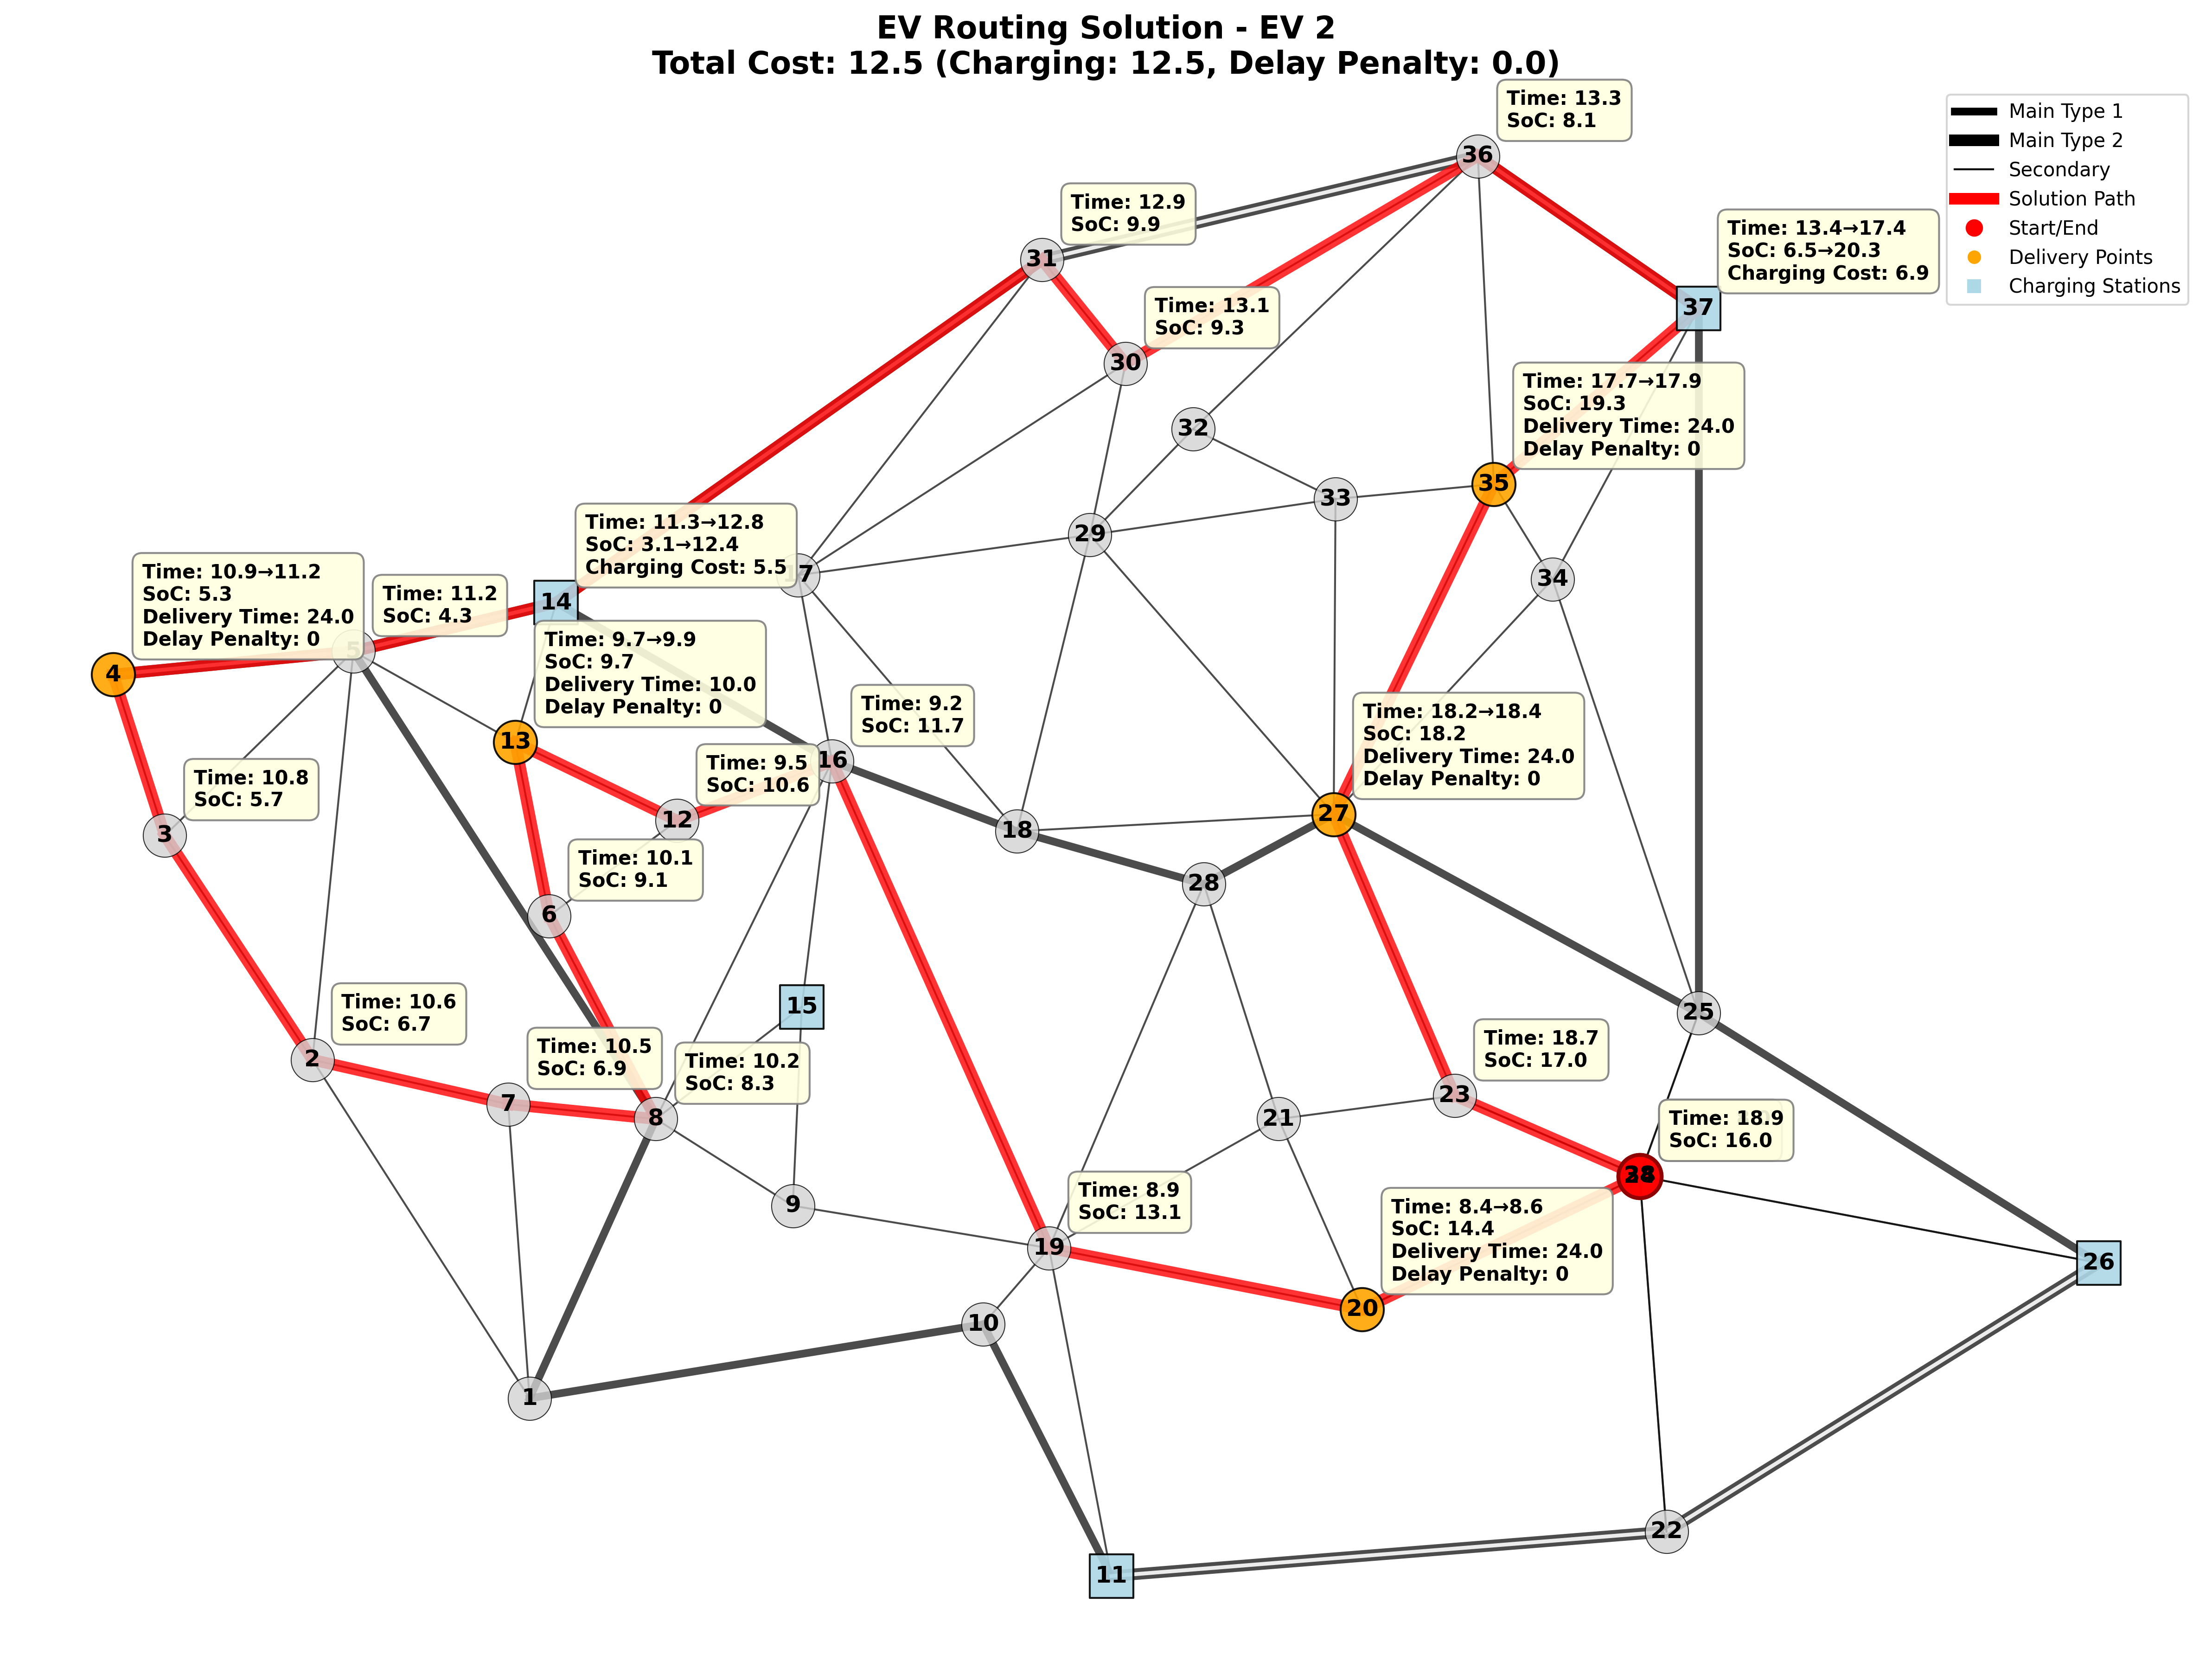 EV Routing Solution - EV 2
Total Cost: 12.5 (Charging: 12.5, Delay Penalty: 0.0)
Main Type 1
Main Type 2
Secondary
Solution Path
Start/End
Delivery Points
Charging Stations
Time: 13.3
SoC: 8.1
36
Time: 12.9
SoC: 9.9
31
Time: 13.4→17.4
SoC: 6.5→20.3
Charging Cost: 6.9
37
Time: 13.1
SoC: 9.3
30
Time: 17.7→17.9
SoC: 19.3
Delivery Time: 24.0
Delay Penalty: 0
35
32
33
29
34
Time: 11.3→12.8
SoC: 3.1→12.4
Charging Cost: 5.5
17
14
Time: 10.9→11.2
SoC: 5.3
Delivery Time: 24.0
Delay Penalty: 0
4
Time: 11.2
SoC: 4.3
5
Time: 9.7→9.9
SoC: 9.7
Delivery Time: 10.0
Delay Penalty: 0
13
Time: 9.2
SoC: 11.7
16
Time: 9.5
SoC: 10.6
12
Time: 18.2→18.4
SoC: 18.2
Delivery Time: 24.0
Delay Penalty: 0
27
Time: 10.8
SoC: 5.7
3
18
28
Time: 10.1
SoC: 9.1
6
15
25
Time: 10.6
SoC: 6.7
2
Time: 10.5
SoC: 6.9
7
Time: 10.2
SoC: 8.3
8
Time: 18.7
SoC: 17.0
23
21
Time: 18.9
SoC: 16.0
9
Time: 8.9
SoC: 13.1
19
Time: 8.4→8.6
SoC: 14.4
Delivery Time: 24.0
Delay Penalty: 0
20
26
10
1
22
11